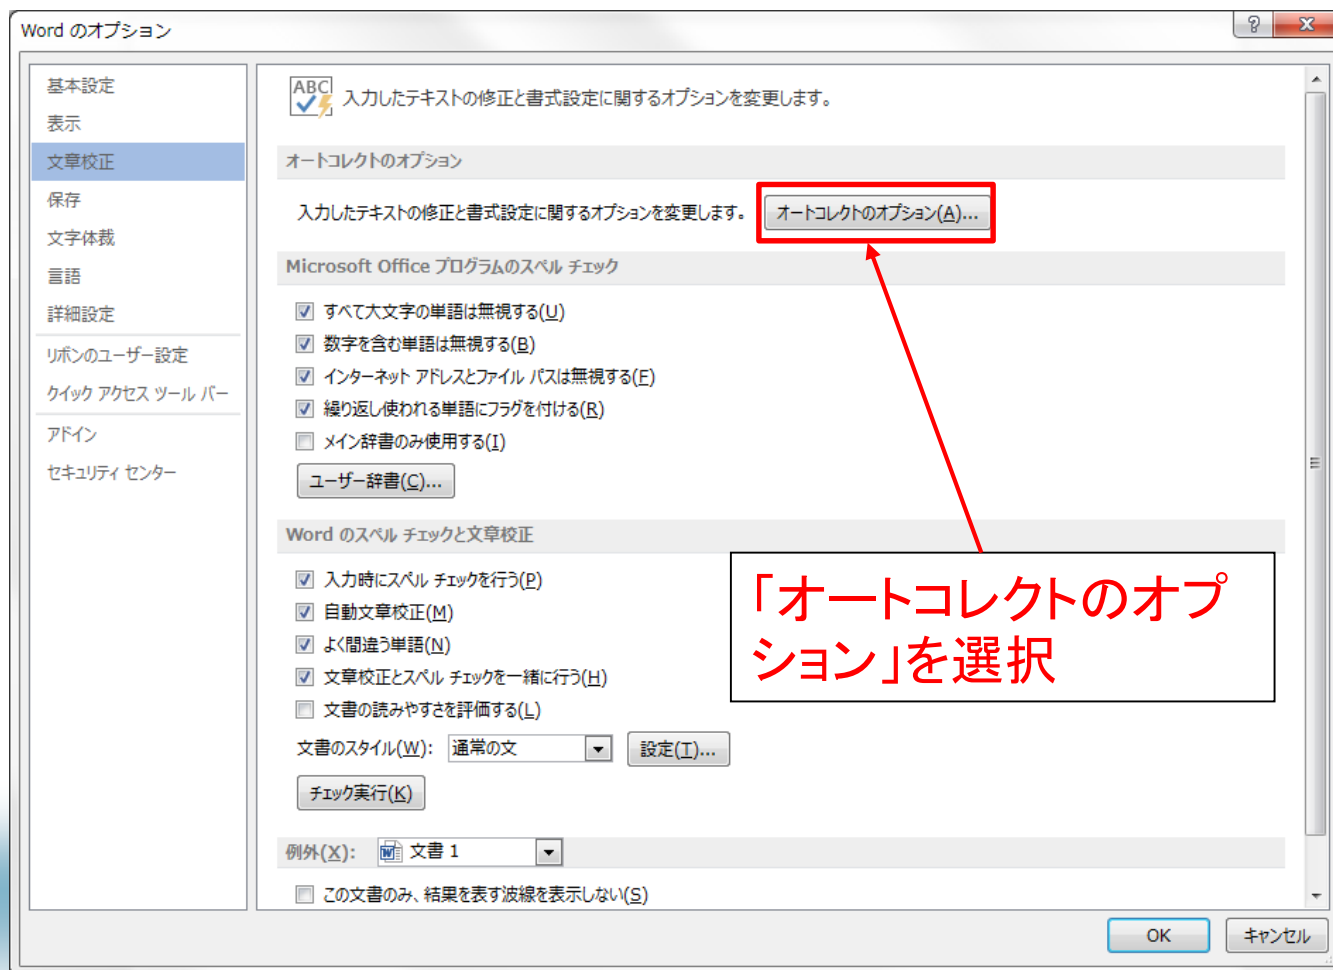 Word のオプション
基本設定
表示
文章校正
保存
文字体裁
言語
詳細設定
リボンのユーザー設定
クイック アクセス ツール バー
アドイン
セキュリティ センター
ABC
入力したテキストの修正と書式設定に関するオプションを変更します。
オートコレクトのオプション
入力したテキストの修正と書式設定に関するオプションを変更します。 オートコレクトのオプション(A)...
Microsoft Office プログラムのスペル チェック
すべて大文字の単語は無視する(U)
数字を含む単語は無視する(B)
インターネット アドレスとファイル パスは無視する(F)
繰り返し使われる単語にフラグを付ける(R)
メイン辞書のみ使用する(I)
ユーザー辞書(C)...
Word のスペル チェックと文章校正
入力時にスペル チェックを行う(P)
自動文章校正(M)
よく間違う単語(N)
文章校正とスペル チェックを一緒に行う(H)
文書の読みやすさを評価する(L)
文書のスタイル(W): 通常の文 設定(T)...
チェック実行(K)
「オートコレクトのオプ
ション」を選択
例外(X): 文書 1
この文書のみ、結果を表す波線を表示しない(S)
OK キャンセル